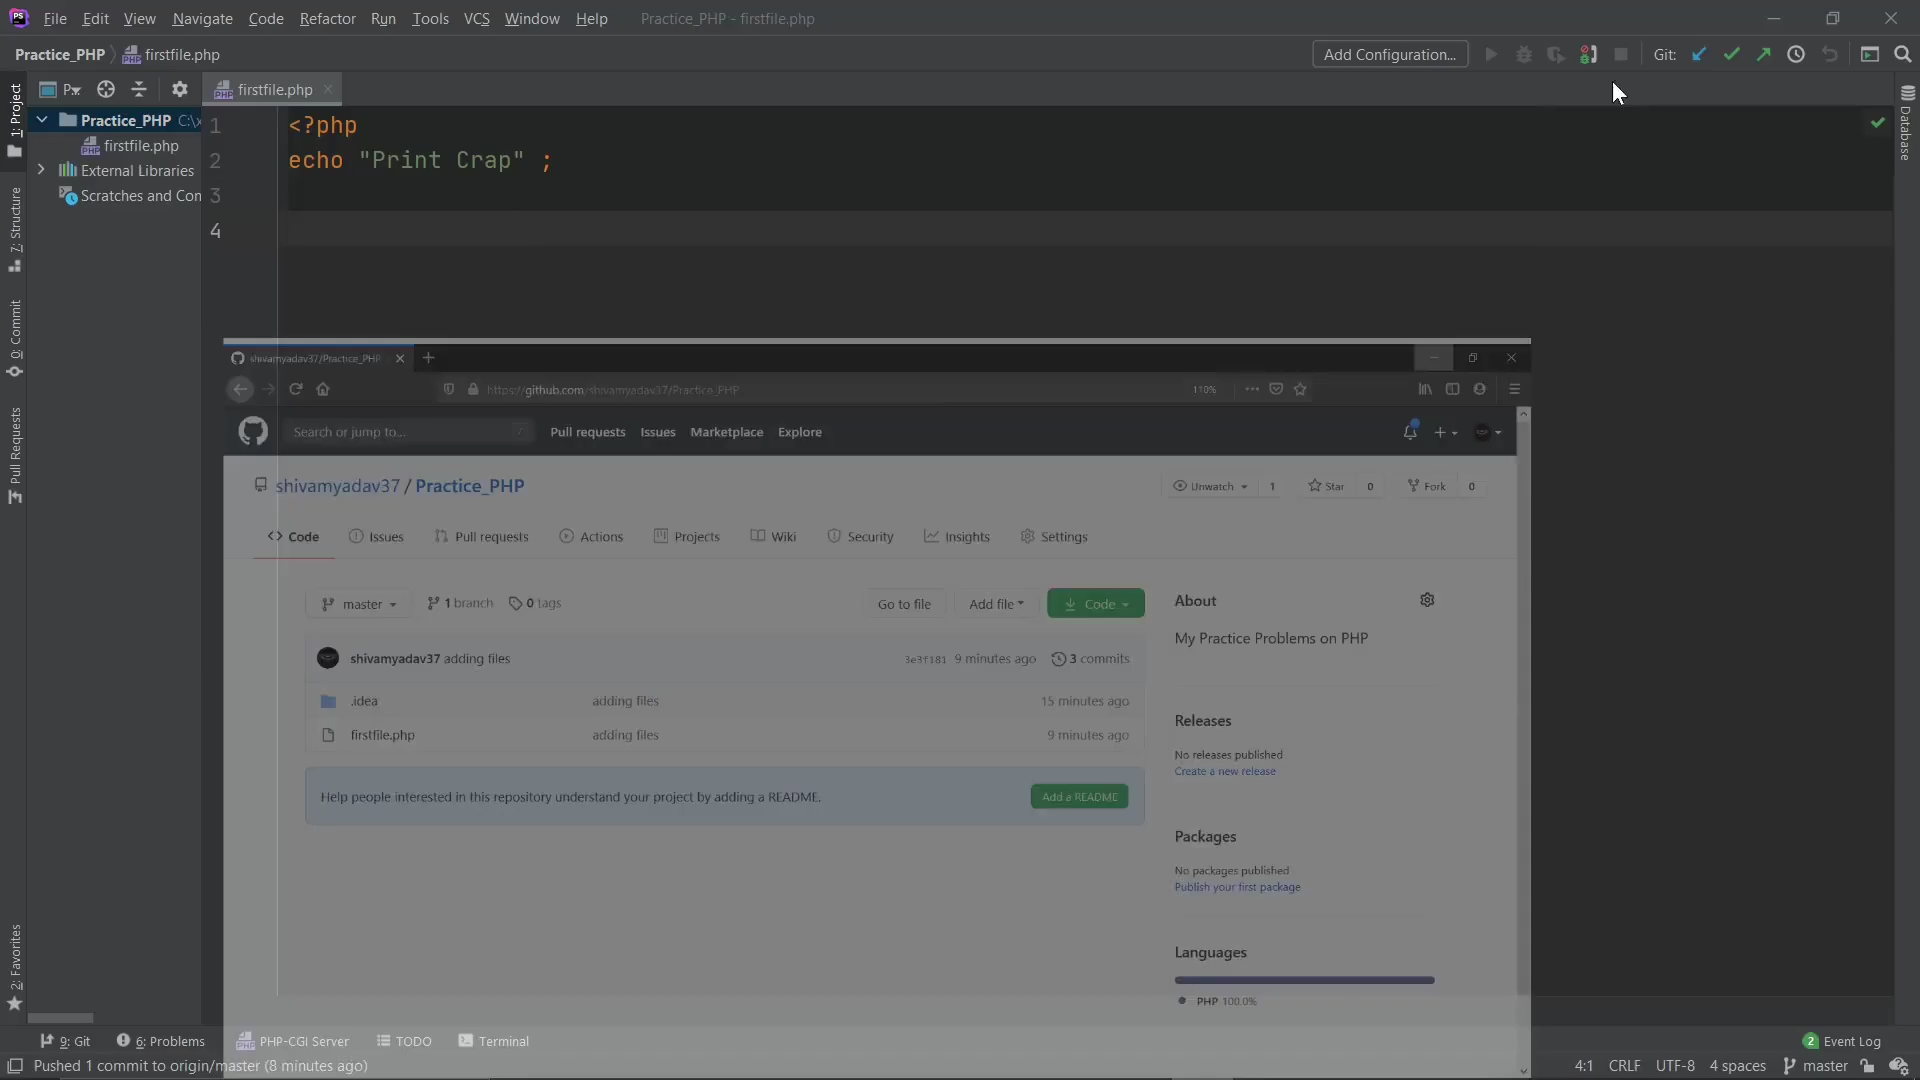 File Edit View Navigate Code Refactor Run Tools VCS Window Help Practice_PHP - firstfile.php
Practice_PHP firstfile.php Add Configuration... Git:
P firstfile.php
Practice_PHP C:\x
firstfile.php
External Libraries
Scratches and Con
1: Project
7: Structure
0: Commit
Pull Requests
2: Favorites
Database
1 <?php
2 echo "Print Crap" ;
3
4
shivamyadav37/Practice_PHP
https://github.com/shivamyadav37/Practice_PHP 110%
Search or jump to... / Pull requests Issues Marketplace Explore
shivamyadav37 / Practice_PHP Unwatch 1 Star 0 Fork 0
Code Issues Pull requests Actions Projects Wiki Security Insights Settings
master 1 branch 0 tags Go to file Add file Code
shivamyadav37 adding files 3e3f181 9 minutes ago 3 commits
.idea adding files 15 minutes ago
firstfile.php adding files 9 minutes ago
Help people interested in this repository understand your project by adding a README. Add a README
About
My Practice Problems on PHP
Releases
No releases published
Create a new release
Packages
No packages published
Publish your first package
Languages
PHP 100.0%
9: Git 6: Problems PHP-CGI Server TODO Terminal 2 Event Log
Pushed 1 commit to origin/master (8 minutes ago) 4:1 CRLF UTF-8 4 spaces master